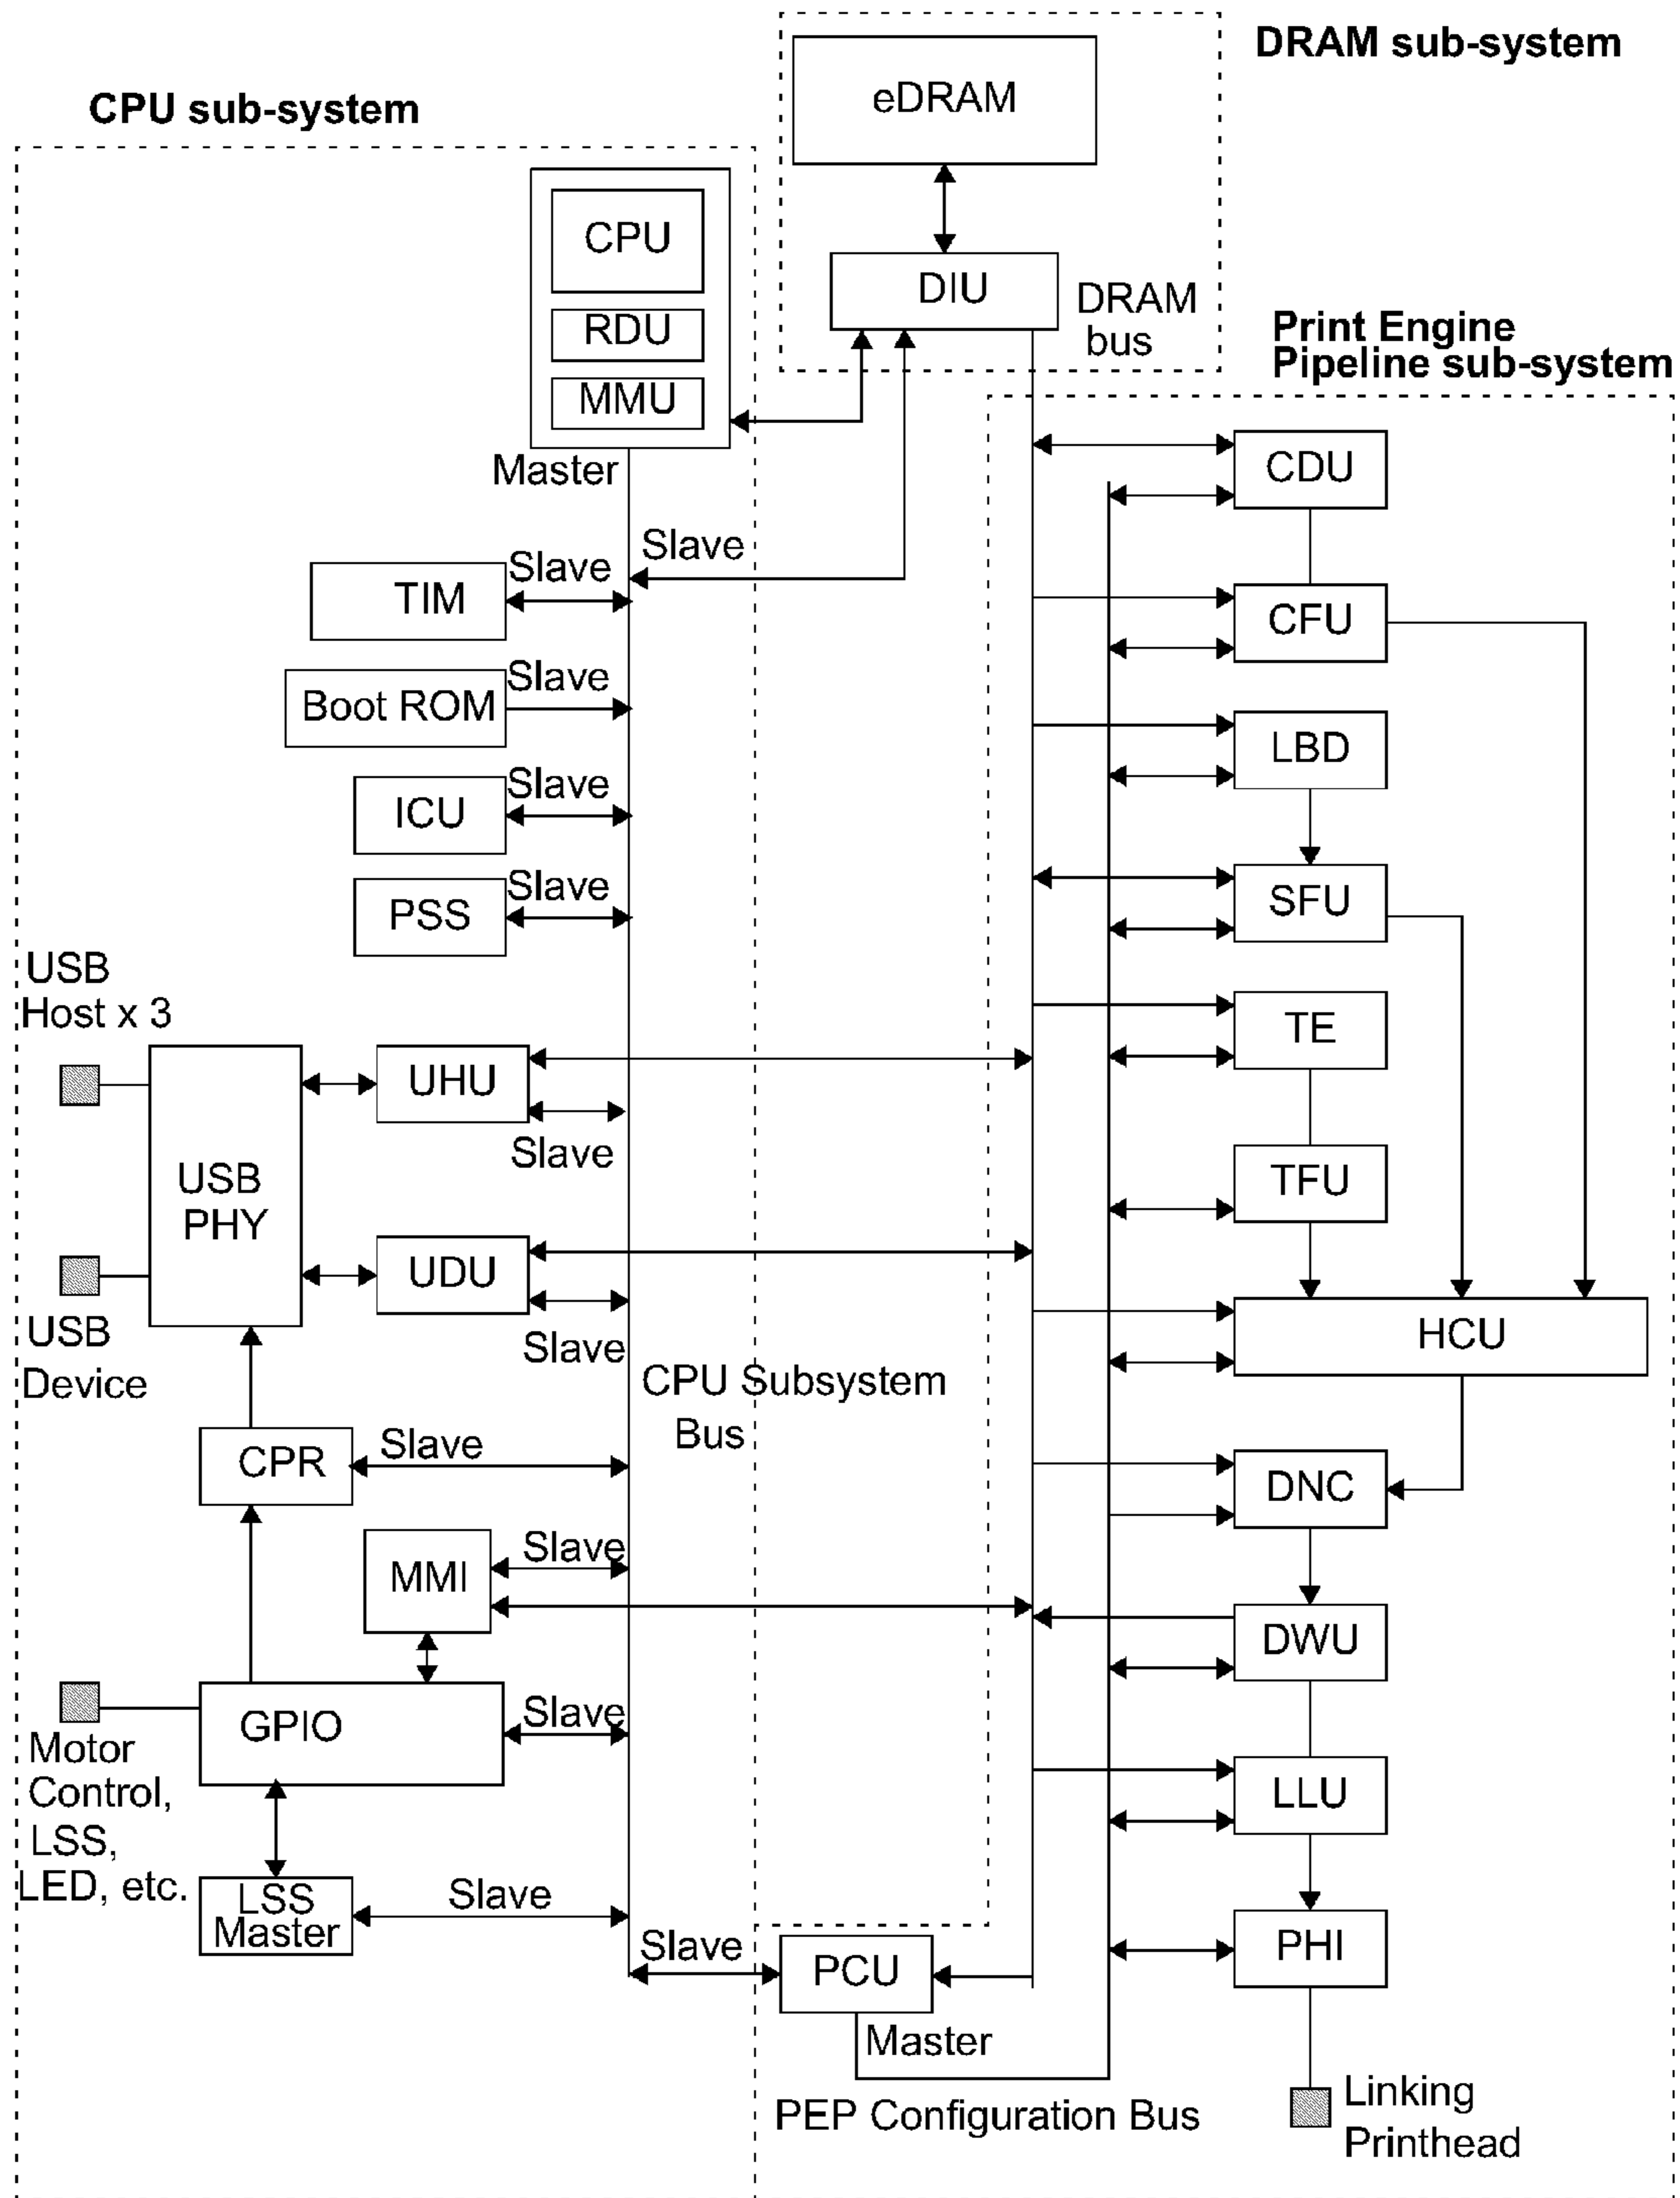 DRAM sub-system
eDRAM
CPU sub-system
CPU
DIU
DRAM
bus
RDU
MMU
Print Engine
Pipeline sub-system
Master
CDU
Slave
Slave
TIM
CFU
Slave
Boot ROM
LBD
Slave
ICU
Slave
PSS
SFU
USB
Host x 3
TE
UHU
Slave
USB
PHY
TFU
UDU
USB
Device
Slave
HCU
CPU Subsystem
Bus
CPR
Slave
DNC
Slave
MMI
DWU
GPIO
Slave
Motor
Control,
LSS,
LED, etc.
LLU
LSS
Master
Slave
Slave
PCU
PHI
Master
PEP Configuration Bus
Linking
Printhead